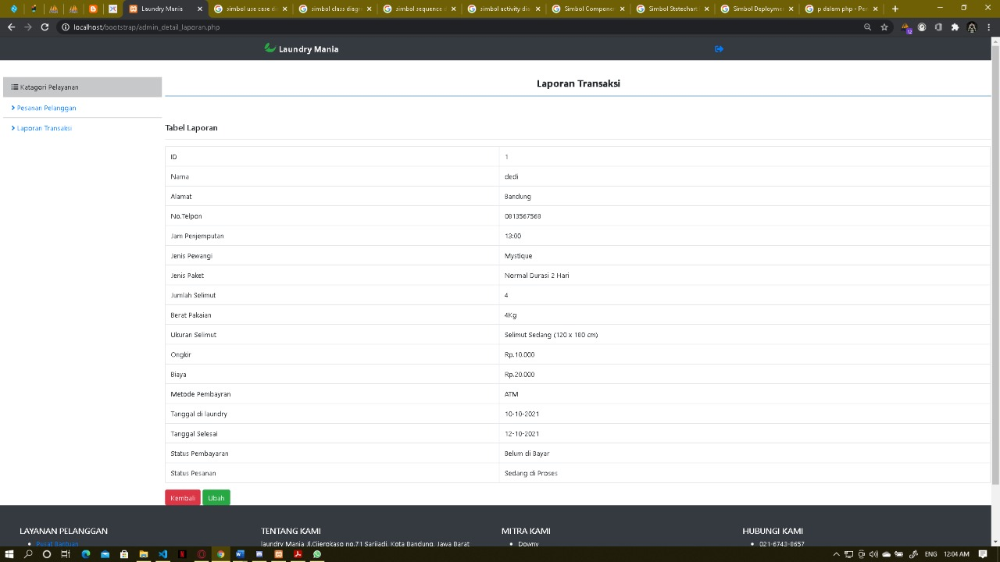 Laundry Mania
simbol use case di
simbol class diagra
simbol sequence d
simbol activity dia
Simbol Componen
Simbol Statechart
Simbol Deployme
p dalam php - Pen
localhost/bootstrap/admin_detail_laporan.php
12
Laundry Mania
Katagori Pelayanan
Pesanan Pelanggan
Laporan Transaksi
Laporan Transaksi
Tabel Laporan
ID 1
Nama dedi
Alamat Bandung
No.Telpon 0813567568
Jam Penjemputan 13:00
Jenis Pewangi Mystique
Jenis Paket Normal Durasi 2 Hari
Jumlah Selimut 4
Berat Pakaian 4Kg
Ukuran Selimut Selimut Sedang (120 x 180 cm)
Ongkir Rp.10.000
Biaya Rp.20.000
Metode Pembayran ATM
Tanggal di laundry 10-10-2021
Tanggal Selesai 12-10-2021
Status Pembayaran Belum di Bayar
Status Pesanan Sedang di Proses
Kembali Ubah
LAYANAN PELANGGAN
Pusat Bantuan
TENTANG KAMI
laundry Mania Jl.Cijerokaso no.71 Sarijadi, Kota Bandung, Jawa Barat
MITRA KAMI
Downy
HUBUNGI KAMI
021-6743-8657
ENG 12:04 AM